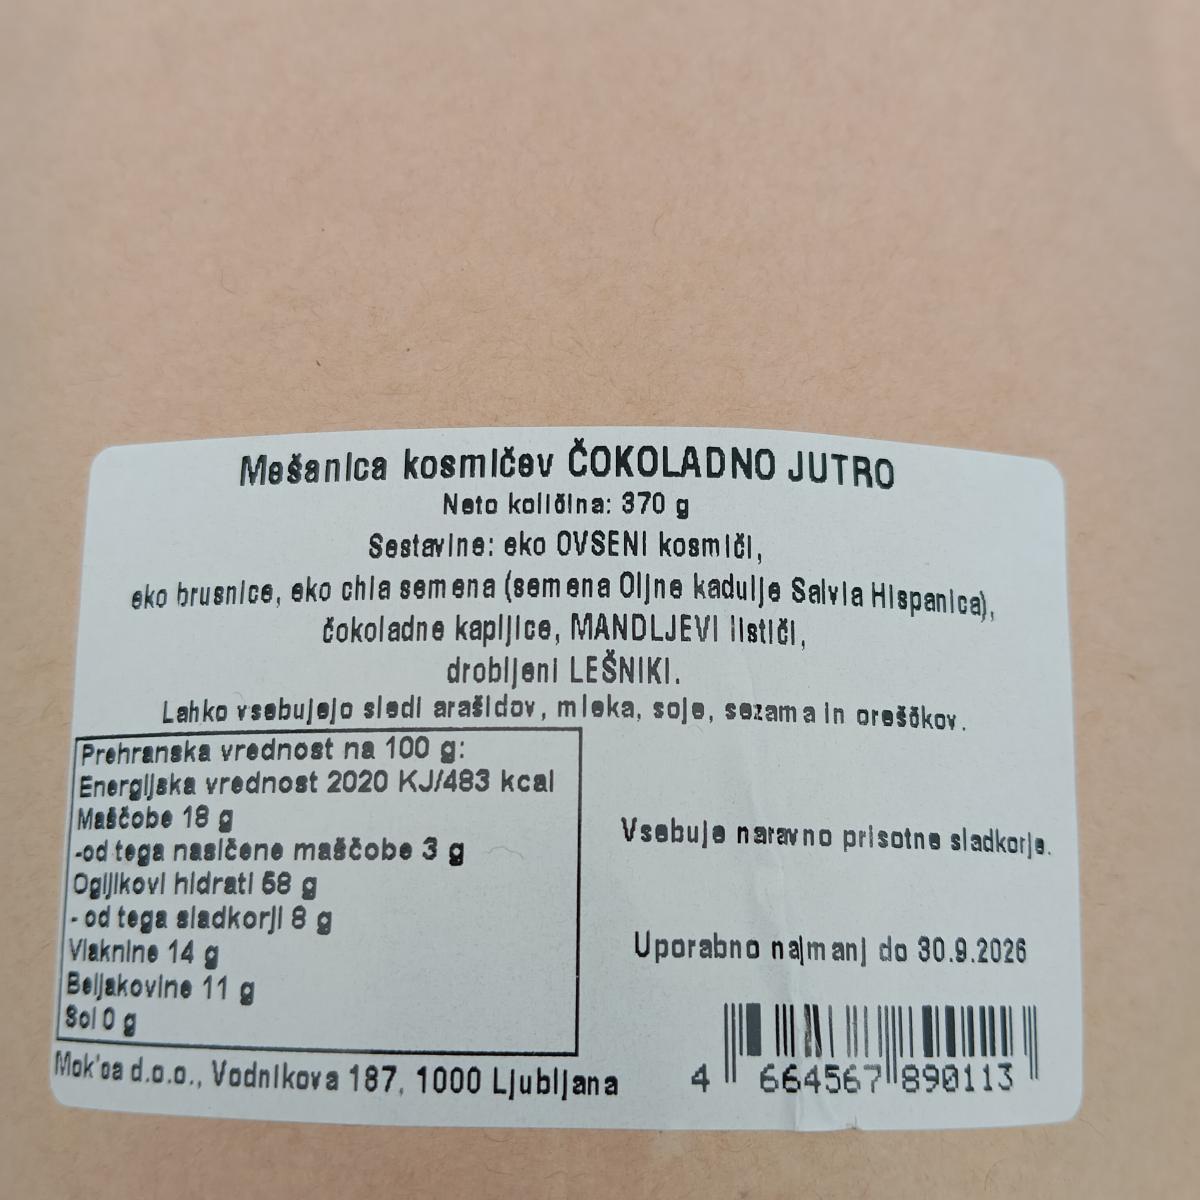 Mešanica kosmičev ČOKOLADNO JUTRO
Neto količina: 370 g
Sestavine: eko OVSENI kosmiči,
eko brusnice, eko chia semena (semena Oljne kadulje Salvia Hispanica),
čokoladne kapljice, MANDLJEVI lističi,
drobljeni LEŠNIKI.
Lahko vsebujejo sledi arašidov, mleka, soje, sezama in oreščkov.
Prehranska vrednost na 100 g:
Energijska vrednost 2020 KJ/483 kcal
Maščobe 18 g
-od tega nasičene maščobe 3 g
Ogljikovi hidrati 58 g
- od tega sladkorji 8 g
Vlaknine 14 g
Beljakovine 11 g
Sol 0 g
Vsebuje naravno prisotne sladkorje.
Uporabno najmanj do 30.9.2026
Mok'ca d.o.o., Vodnikova 187, 1000 Ljubljana
4 664567 890113